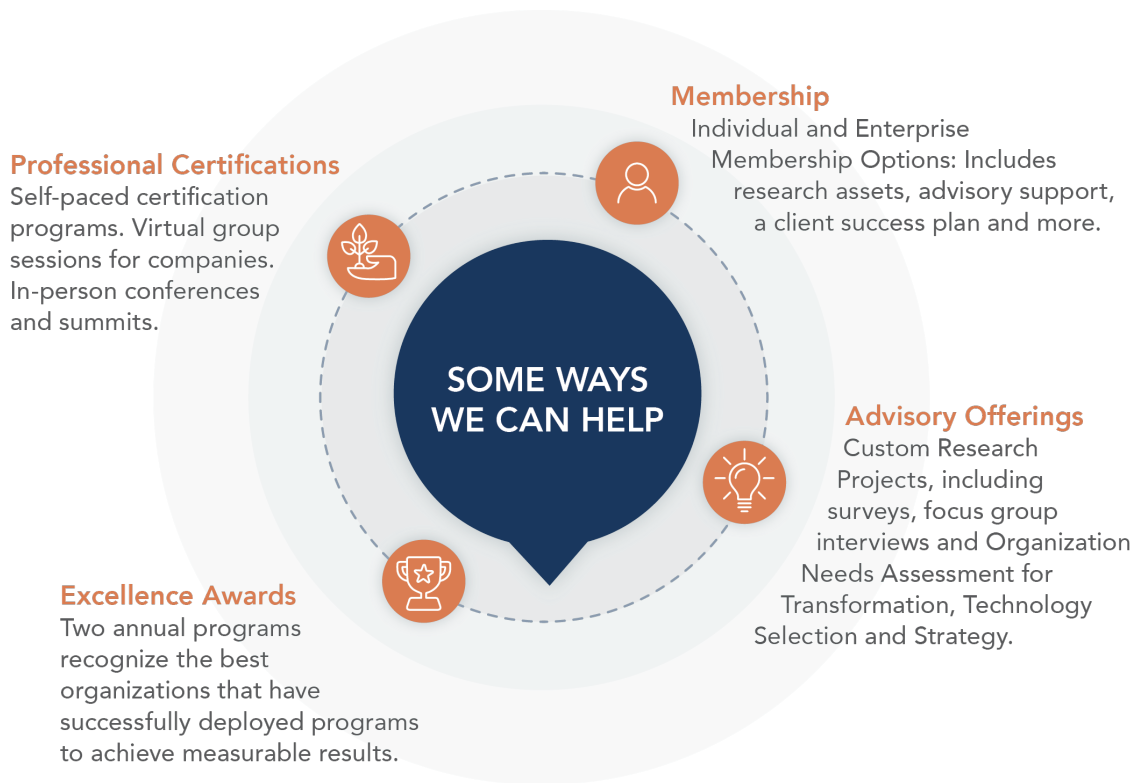 SOME WAYS
WE CAN HELP
Membership
Individual and Enterprise
Membership Options: Includes
research assets, advisory support,
a client success plan and more.
Advisory Offerings
Custom Research
Projects, including
surveys, focus group
interviews and Organization
Needs Assessment for
Transformation, Technology
Selection and Strategy.
Excellence Awards
Two annual programs
recognize the best
organizations that have
successfully deployed programs
to achieve measurable results.
Professional Certifications
Self-paced certification
programs. Virtual group
sessions for companies.
In-person conferences
and summits.